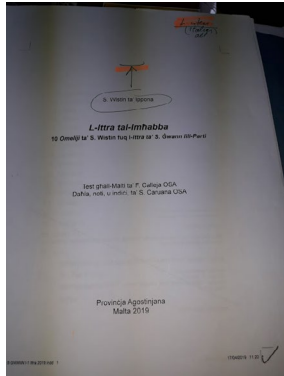 S. Wistin ta' Ippona
L-Ittra tal-Imħabba
10 Omeliji ta' S. Wistin fuq l-Ittra ta' S. Ġwann lill-Parti
Test għall-Malti ta' F. Calleja OSA
Daħla, noti, u indiċi, ta' S. Caruana OSA
Provinċja Agostinjana
Malta 2019